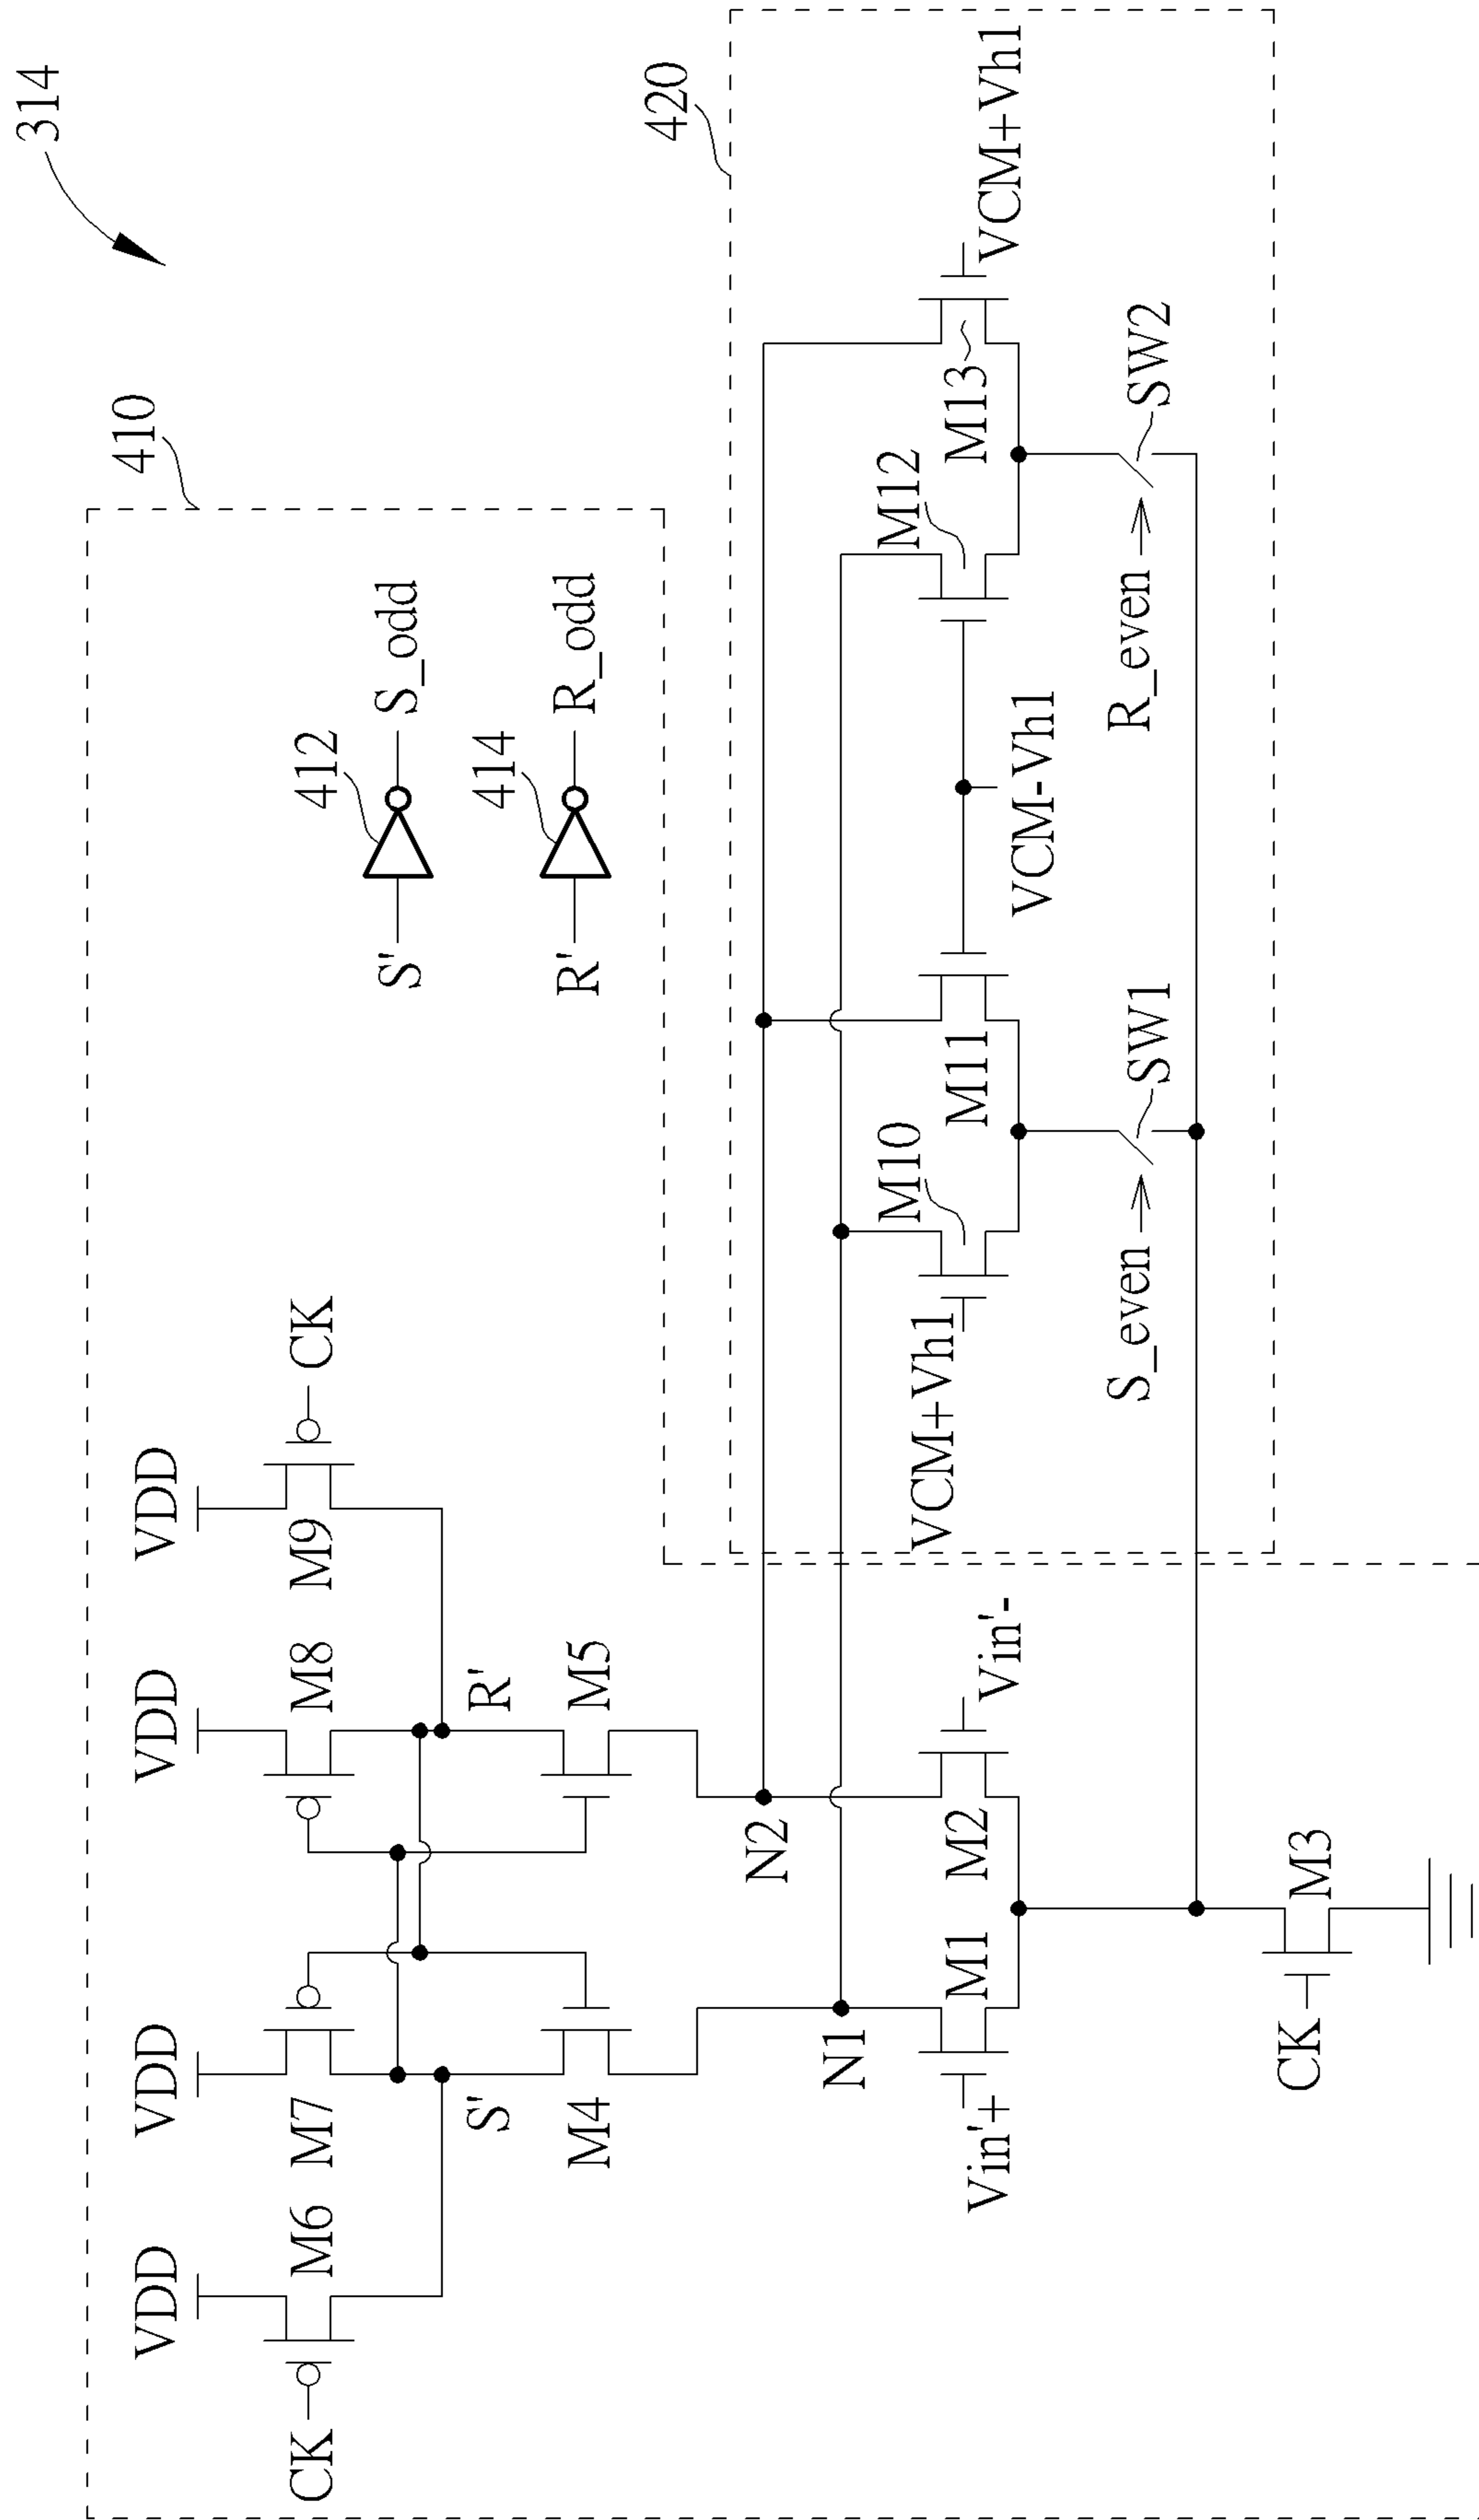 314
410
VDD
VDD
VDD
VDD
CK
M6
M7
M8
M9
CK
S'
412
S_odd
R'
414
R_odd
S'
R'
M4
M5
420
N2
N1
Vin'+
M1
M2
Vin'-
VCM+Vh1
M10
M11
VCM-Vh1
M12
M13
VCM+Vh1
S_even
SW1
R_even
SW2
CK
M3